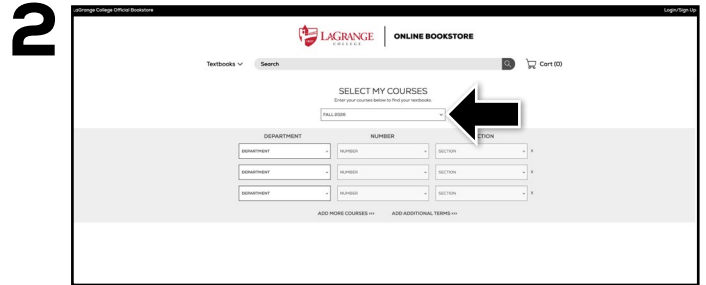 2
LaGrange College Official Bookstore
Login/Sign Up
LAGRANGE
COLLEGE
ONLINE BOOKSTORE
Textbooks
Search
Cart (0)
SELECT MY COURSES
Enter your courses below to find your textbooks.
FALL 2020
DEPARTMENT NUMBER CTION
DEPARTMENT NUMBER SECTION X
DEPARTMENT NUMBER SECTION X
DEPARTMENT NUMBER SECTION X
ADD MORE COURSES >>> ADD ADDITIONAL TERMS >>>